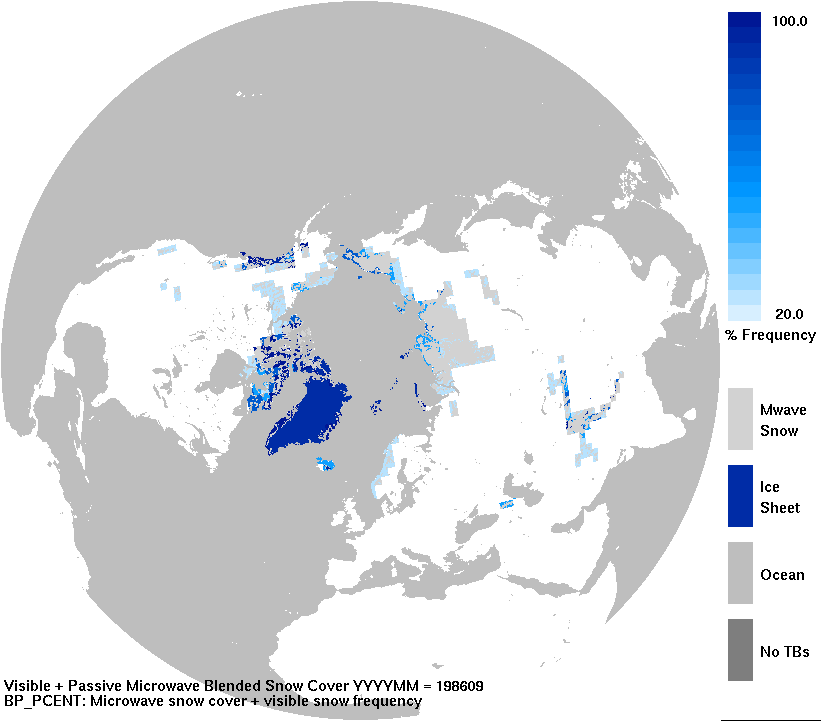 100.0
20.0
% Frequency
Mwave
Snow
Ice
Sheet
Ocean
No TBs
Visible + Passive Microwave Blended Snow Cover YYYYMM = 198609
BP_PCENT: Microwave snow cover + visible snow frequency